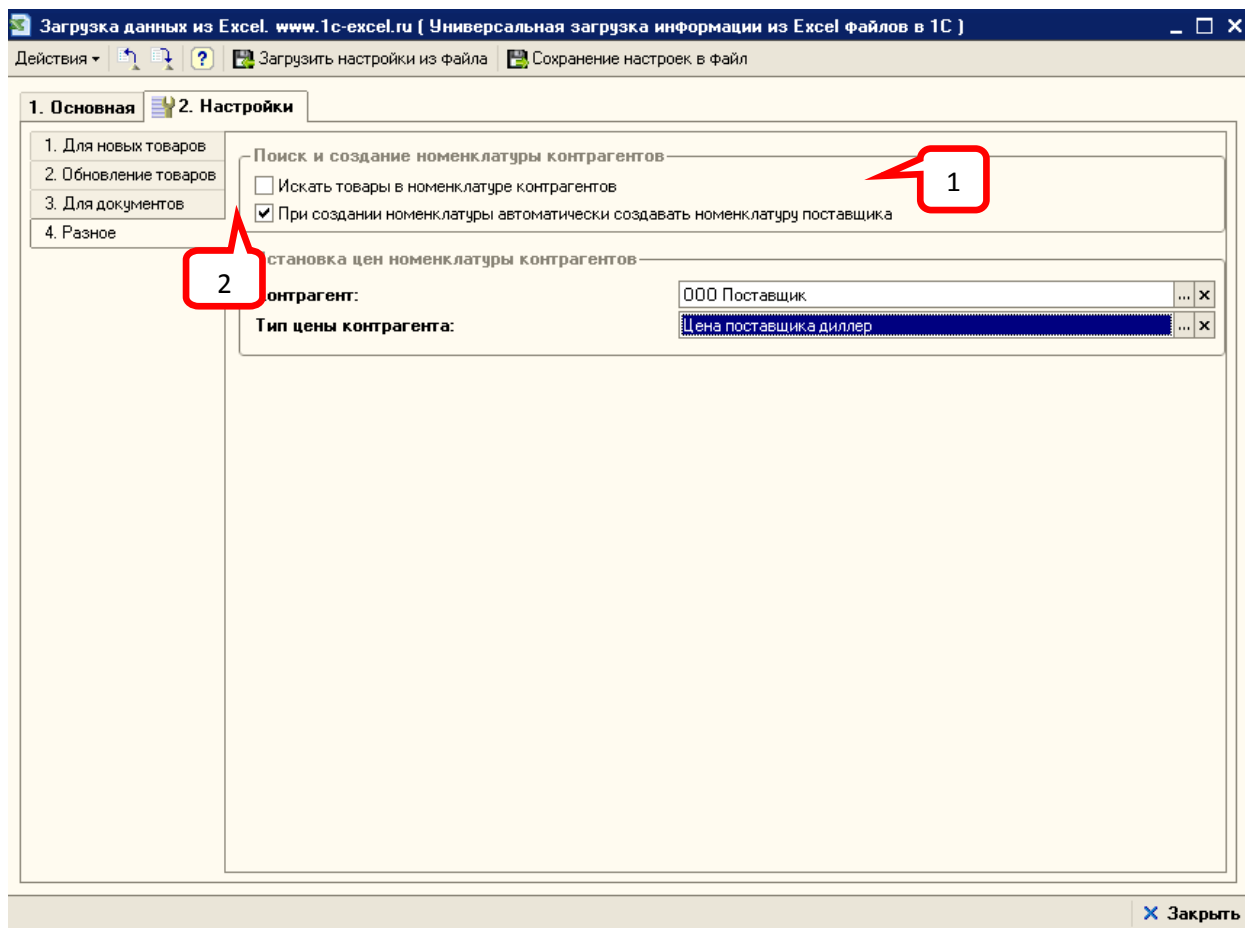 Загрузка данных из Excel. www.1c-excel.ru ( Универсальная загрузка информации из Excel файлов в 1С )
Действия Загрузить настройки из файла Сохранение настроек в файл
1. Основная 2. Настройки
1. Для новых товаров
2. Обновление товаров
3. Для документов
4. Разное
Поиск и создание номенклатуры контрагентов
1
Искать товары в номенклатуре контрагентов
При создании номенклатуры автоматически создавать номенклатуру поставщика
2
становка цен номенклатуры контрагентов
онтрагент: ООО Поставщик ... x
Тип цены контрагента: Цена поставщика диллер ... x
Закрыть